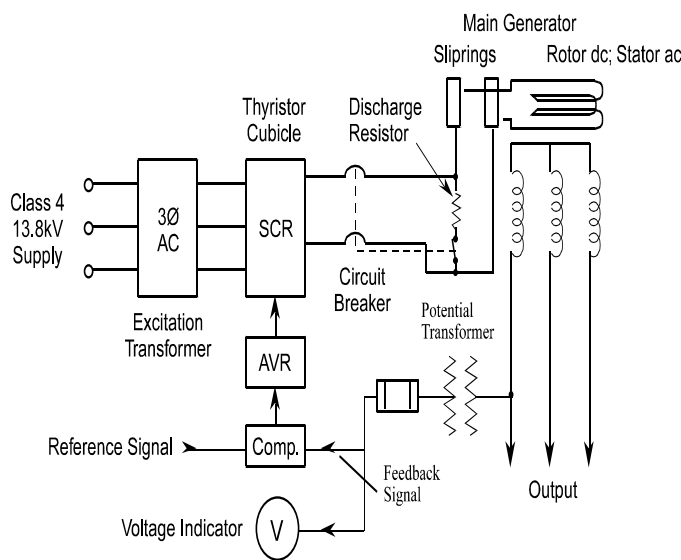 Main Generator
Sliprings
Rotor dc; Stator ac
Thyristor
Cubicle
Discharge
Resistor
Class 4
13.8kV
Supply
3Ø
AC
SCR
Circuit
Breaker
Excitation
Transformer
Potential
Transformer
AVR
Reference Signal
Comp.
Feedback
Signal
Output
Voltage Indicator
V